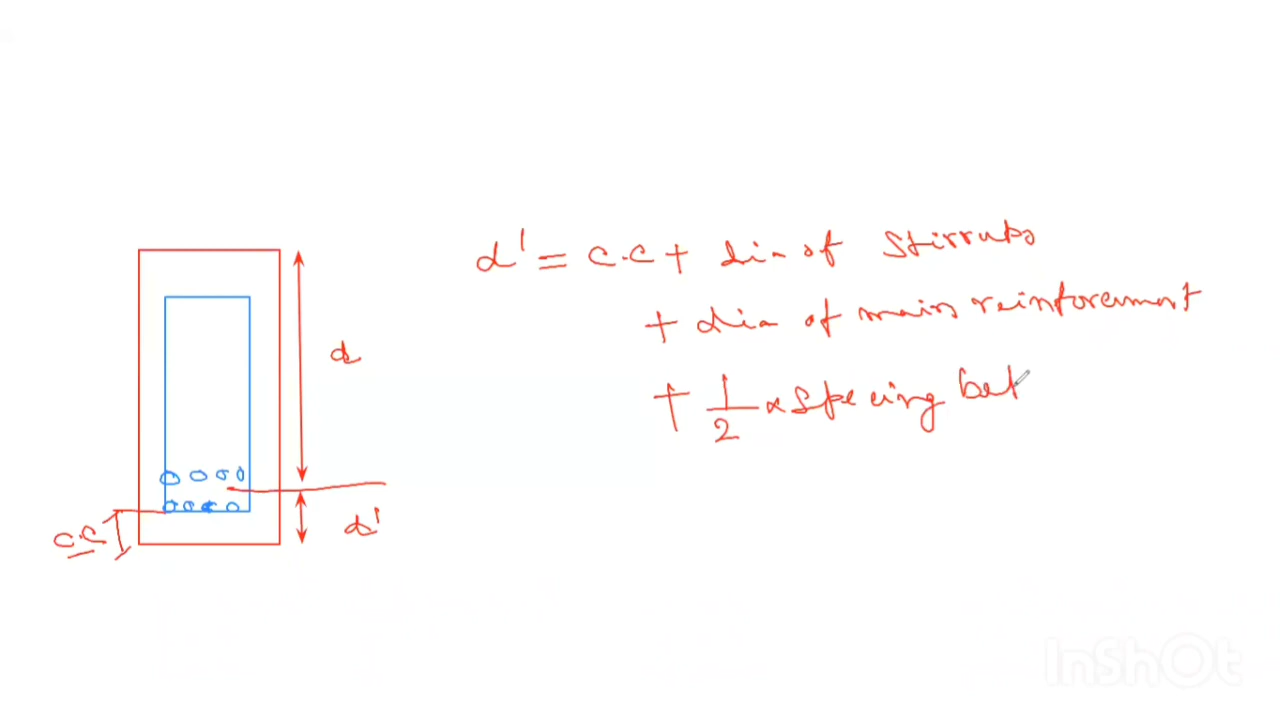 d' = c.c + dia of stirrups
+ dia of main reinforcement
+ 1/2 × spacing bet
d
d'
c.c
InShOt